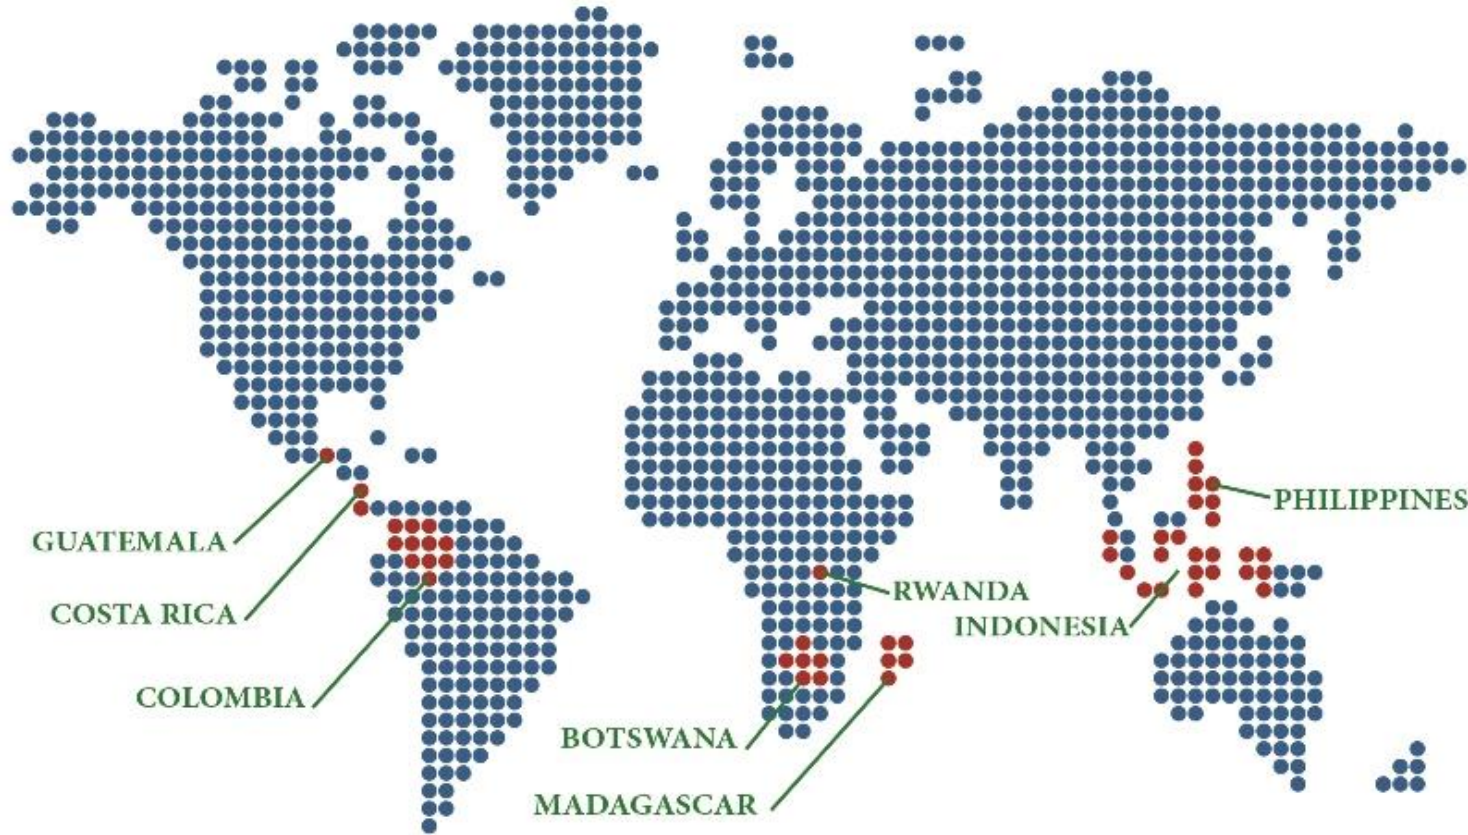 PHILIPPINES
GUATEMALA
RWANDA
COSTA RICA
INDONESIA
COLOMBIA
BOTSWANA
MADAGASCAR